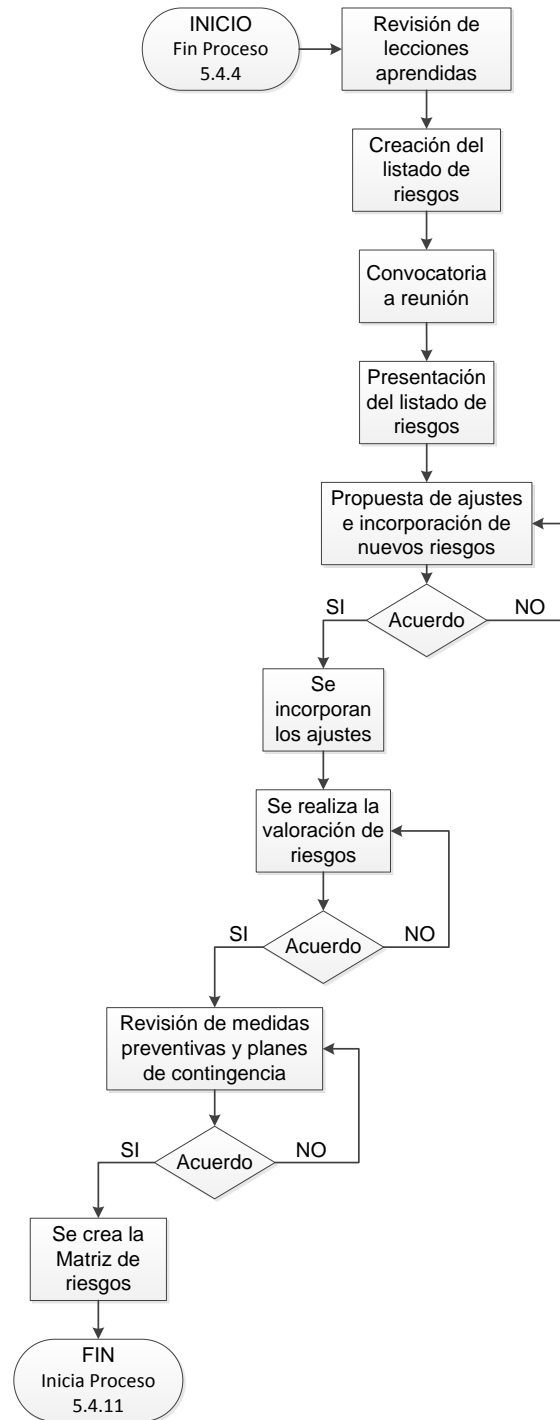 INICIO
Fin Proceso
5.4.4
Revisión de
lecciones
aprendidas
Creación del
listado de
riesgos
Convocatoria
a reunión
Presentación
del listado de
riesgos
Propuesta de ajustes
e incorporación de
nuevos riesgos
SI
Acuerdo
NO
Se
incorporan
los ajustes
Se realiza la
valoración de
riesgos
SI
Acuerdo
NO
Revisión de medidas
preventivas y planes
de contingencia
SI
Acuerdo
NO
Se crea la
Matriz de
riesgos
FIN
Inicia Proceso
5.4.11